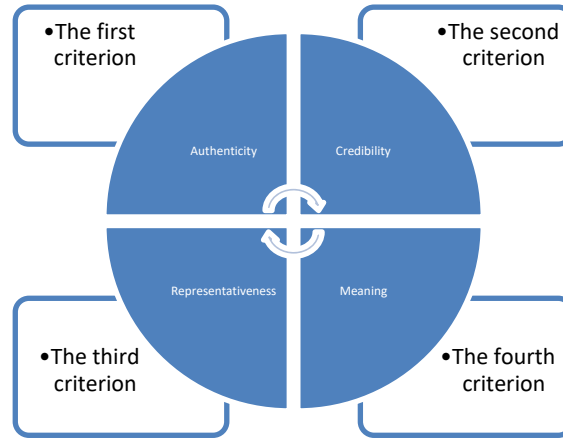 •The first
criterion
•The second
criterion
Authenticity
Credibility
Representativeness
Meaning
•The third
criterion
•The fourth
criterion